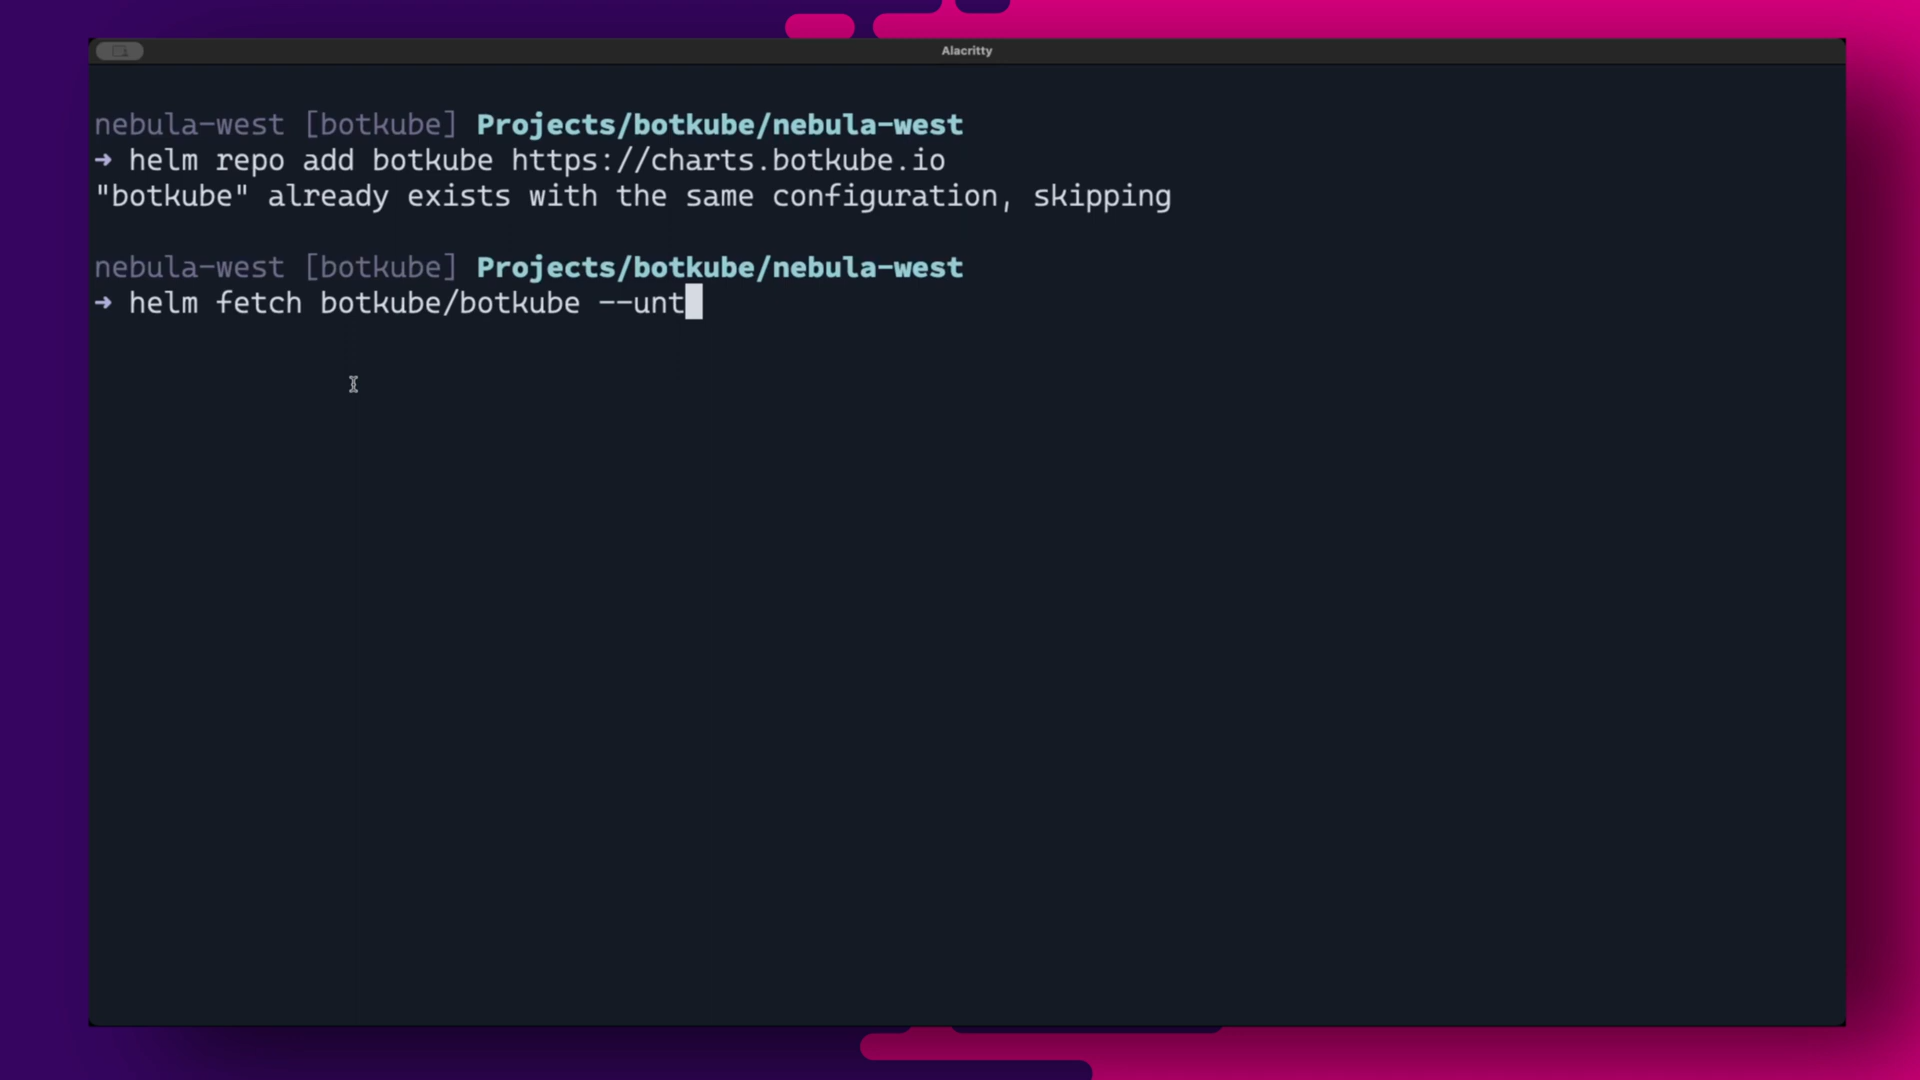 Alacritty
nebula-west [botkube] Projects/botkube/nebula-west
➜ helm repo add botkube https://charts.botkube.io
"botkube" already exists with the same configuration, skipping
nebula-west [botkube] Projects/botkube/nebula-west
➜ helm fetch botkube/botkube --unt